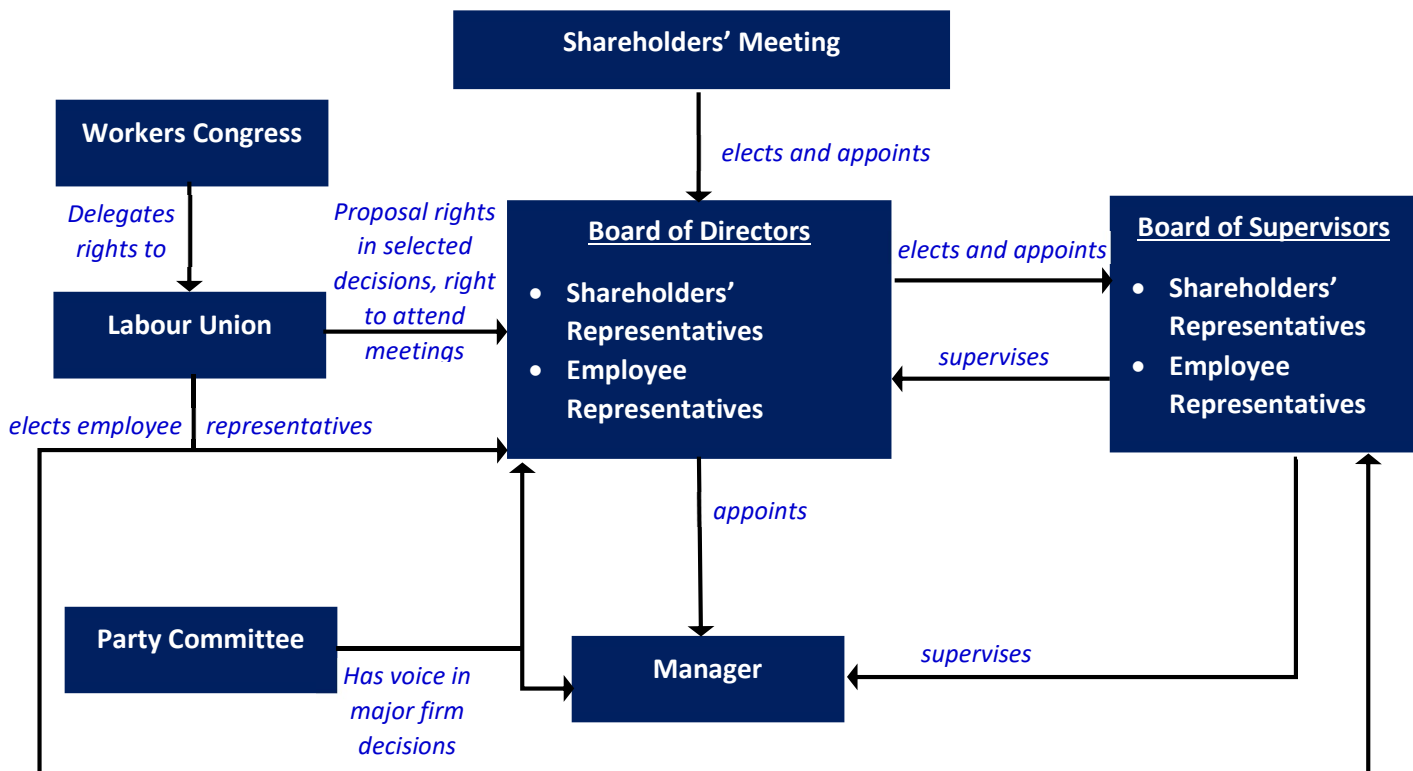 Shareholders’ Meeting
Workers Congress
elects and appoints
Delegates
rights to
Proposal rights
in selected
decisions, right
to attend
meetings
Labour Union
Board of Directors
• Shareholders’
Representatives
• Employee
Representatives
elects and appoints
supervises
Board of Supervisors
• Shareholders’
Representatives
• Employee
Representatives
elects employee representatives
appoints
Party Committee
Has voice in
major firm
decisions
Manager
supervises